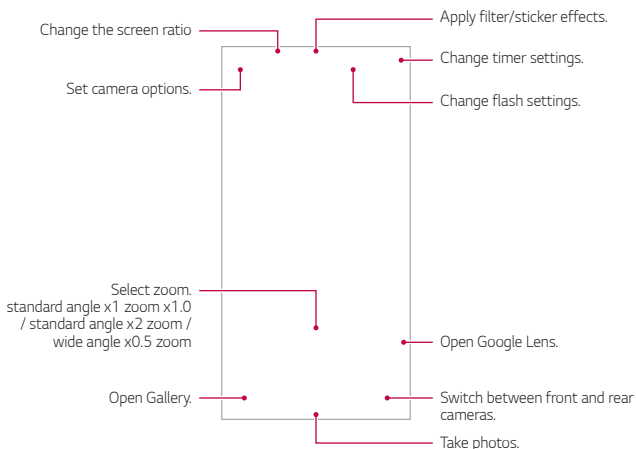 Change the screen ratio
Set camera options.
Apply filter/sticker effects.
Change timer settings.
Change flash settings.
Select zoom.
standard angle x1 zoom x1.0
/ standard angle x2 zoom /
wide angle x0.5 zoom
Open Google Lens.
Open Gallery.
Switch between front and rear
cameras.
Take photos.